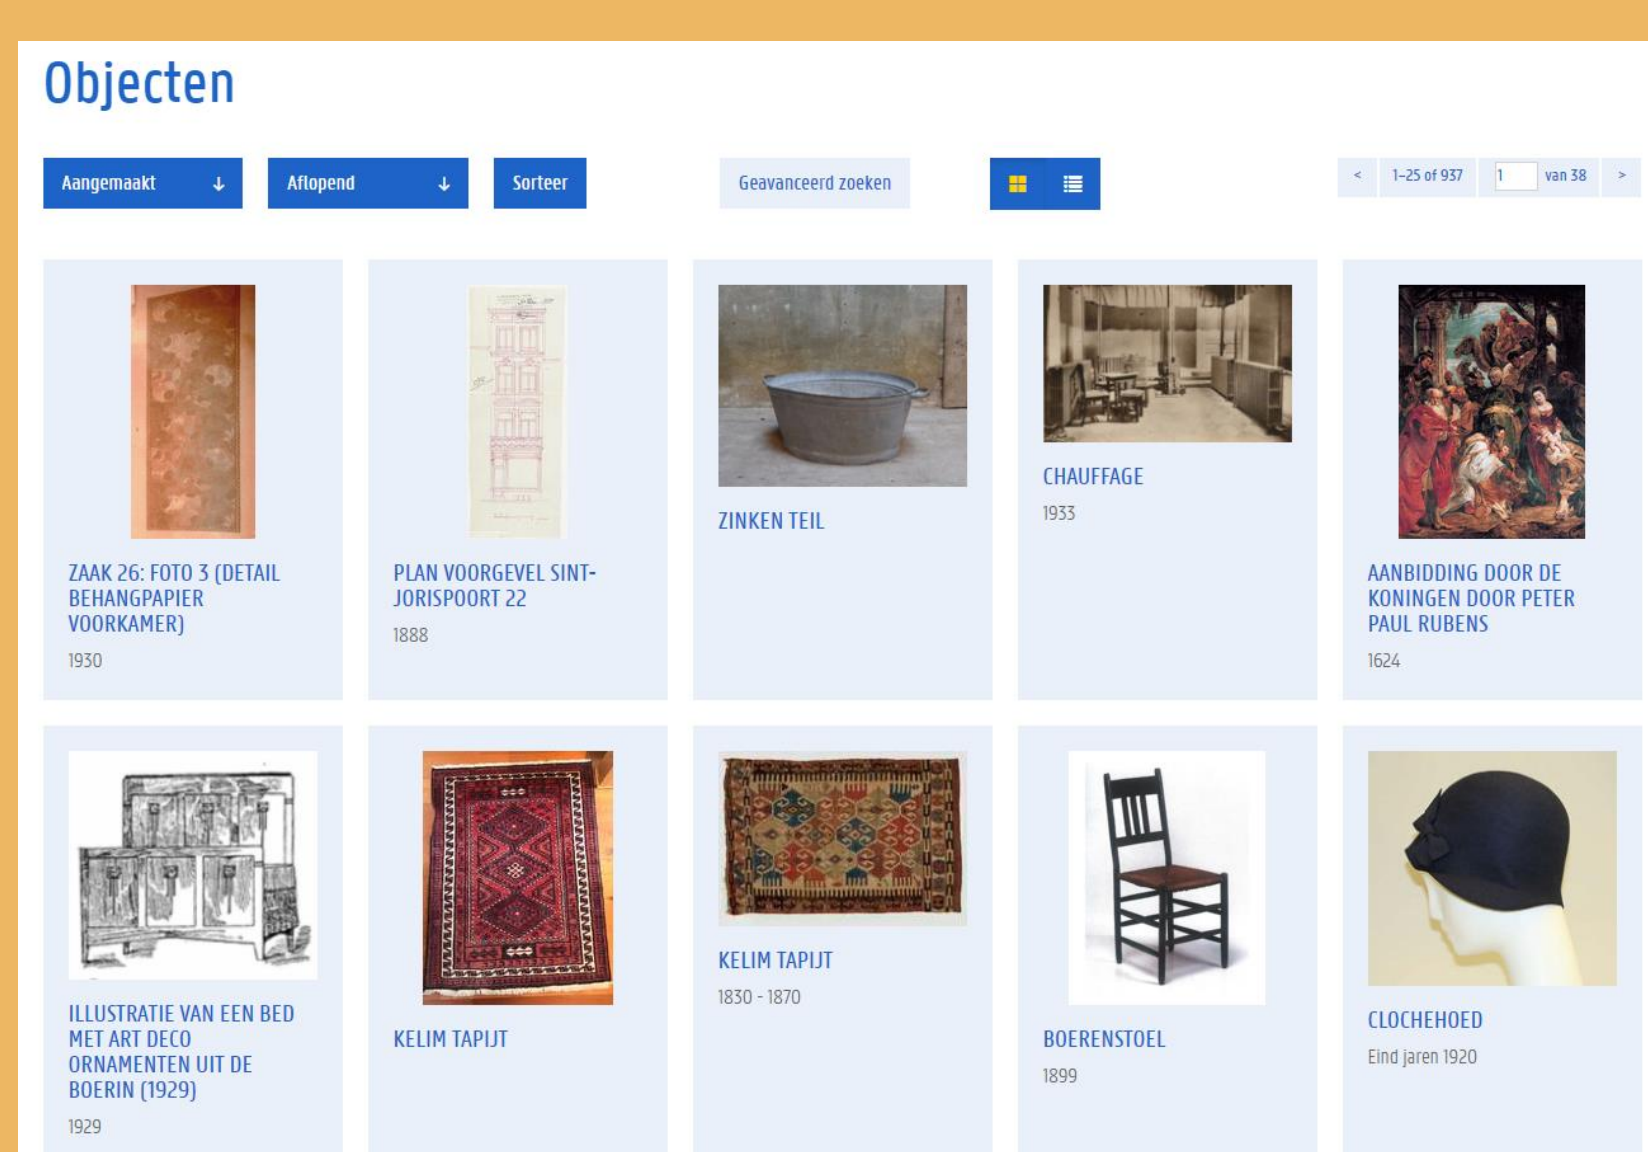 Objecten
Aangemaakt
Aflopend
Sorteer
Geavanceerd zoeken
<
1–25 of 937
1
van 38
>
ZAAK 26: FOTO 3 (DETAIL
BEHANGPAPIER
VOORKAMER)
1930
PLAN VOORGEVEL SINT-
JORISPOORT 22
1888
ZINKEN TEIL
CHAUFFAGE
1933
AANBIDDING DOOR DE
KONINGEN DOOR PETER
PAUL RUBENS
1624
ILLUSTRATIE VAN EEN BED
MET ART DECO
ORNAMENTEN UIT DE
BOERIN (1929)
1929
KELIM TAPIJT
KELIM TAPIJT
1830 - 1870
BOERENSTOEL
1899
CLOCHEHOED
Eind jaren 1920